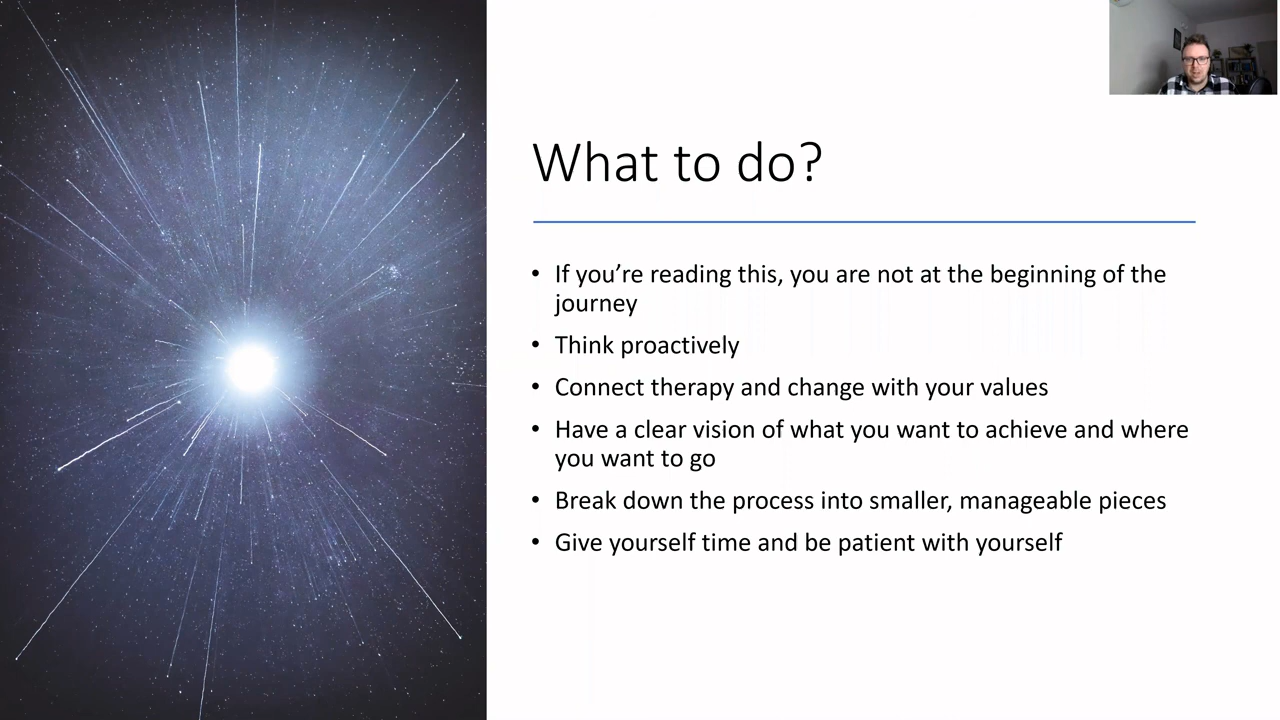 What to do?
• If you’re reading this, you are not at the beginning of the
journey
• Think proactively
• Connect therapy and change with your values
• Have a clear vision of what you want to achieve and where
you want to go
• Break down the process into smaller, manageable pieces
• Give yourself time and be patient with yourself